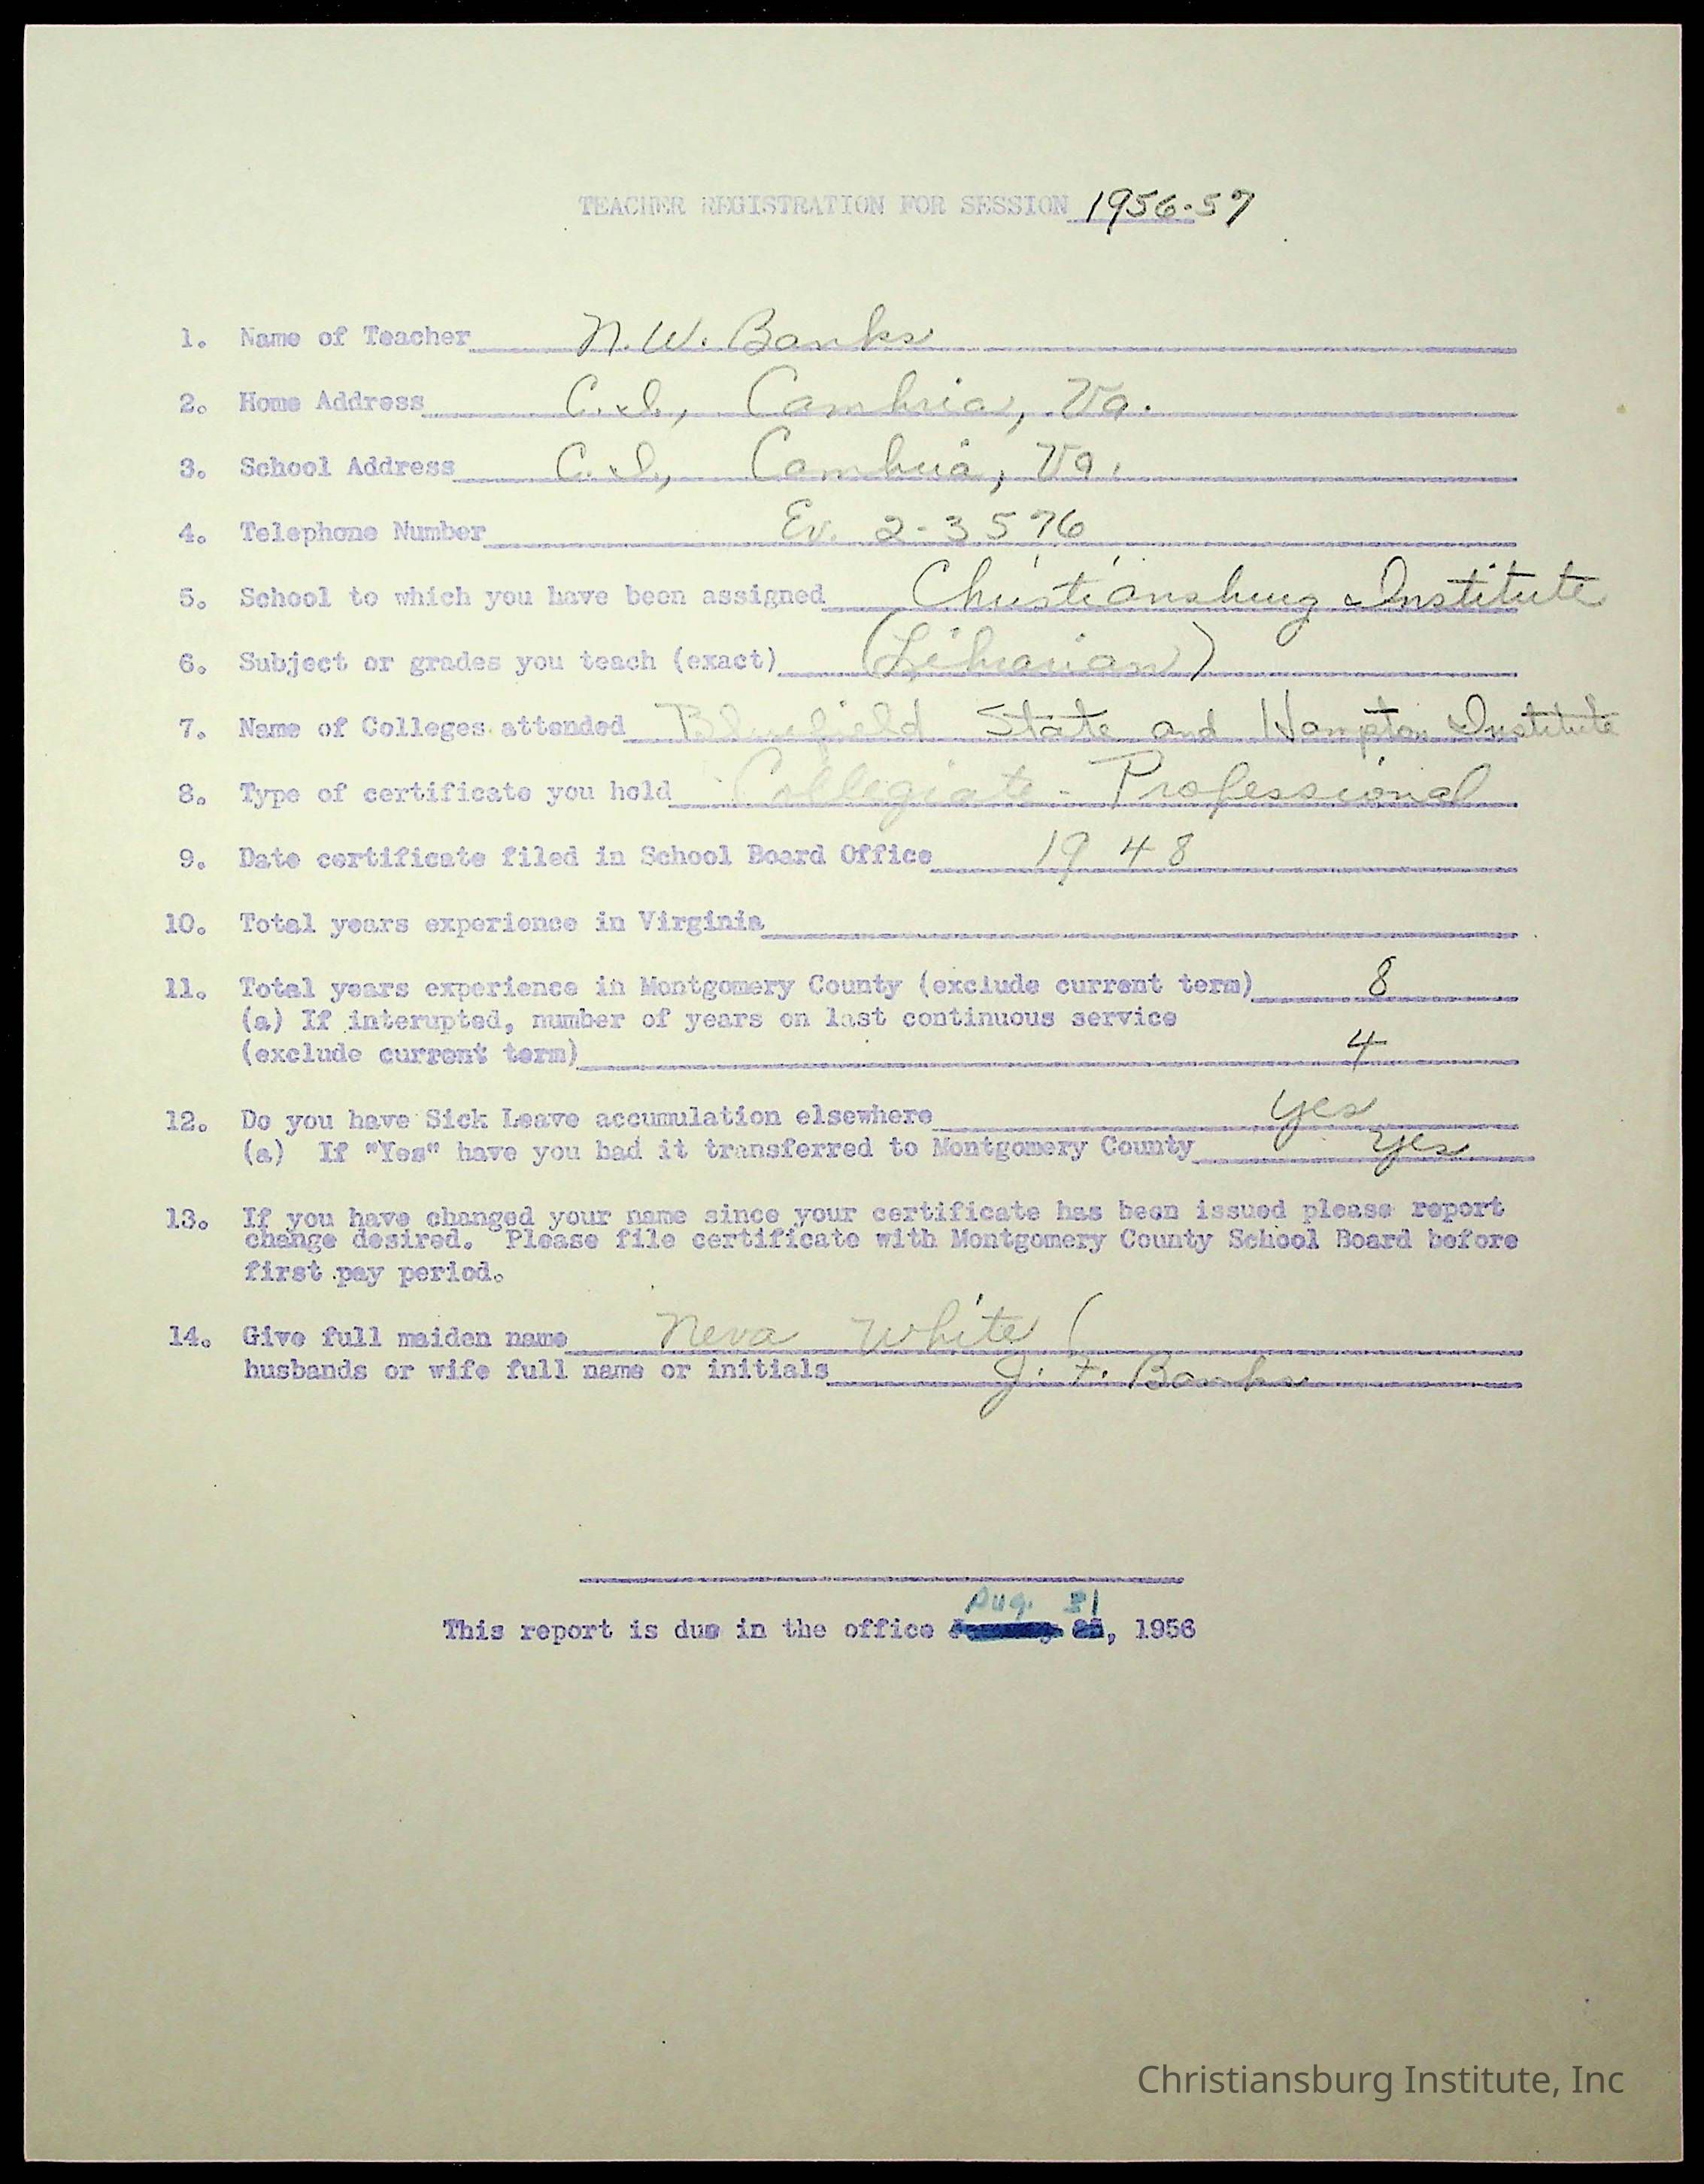 TEACHER REGISTRATION FOR SESSION 1956-57
1. Name of Teacher N. W. Banks
2. Home Address C. I., Cambria, Va.
3. School Address C. I., Cambria, Va.
4. Telephone Number Ev. 2-3576
5. School to which you have been assigned Christiansburg Institute
6. Subject or grades you teach (exact) (Librarian)
7. Name of Colleges attended Bluefield State and Hampton Institute
8. Type of certificate you hold Collegiate - Professional
9. Date certificate filed in School Board Office 1948
10. Total years experience in Virginia
11. Total years experience in Montgomery County (exclude current term) 8
(a) If interupted, number of years on last continuous service
(exclude current term) 4
12. Do you have Sick Leave accumulation elsewhere yes
(a) If "Yes" have you had it transferred to Montgomery County yes
13. If you have changed your name since your certificate has been issued please report
change desired. Please file certificate with Montgomery County School Board before
first pay period.
14. Give full maiden name Neva White (
husbands or wife full name or initials J. F. Banks
Aug. 31
This report is due in the office , 1956
Christiansburg Institute, Inc